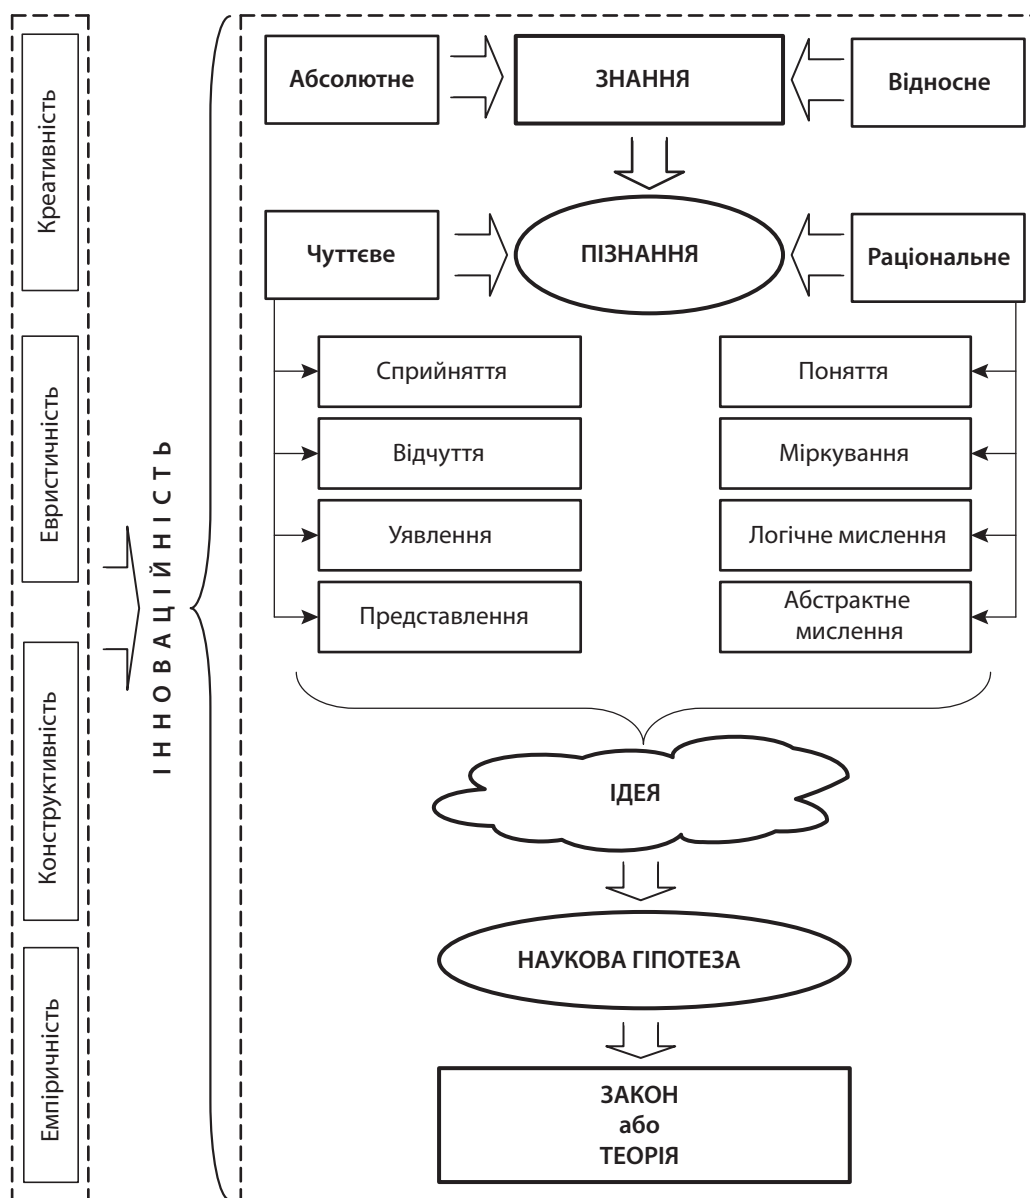 Креативність
Евристичність
Конструктивність
Емпіричність
ІННОВАЦІЙНІСТЬ
Абсолютне
ЗНАННЯ
Відносне
Чуттєве
ПІЗНАННЯ
Раціональне
Сприйняття
Поняття
Відчуття
Міркування
Уявлення
Логічне мислення
Представлення
Абстрактне
мислення
ІДЕЯ
НАУКОВА ГІПОТЕЗА
ЗАКОН
або
ТЕОРІЯ